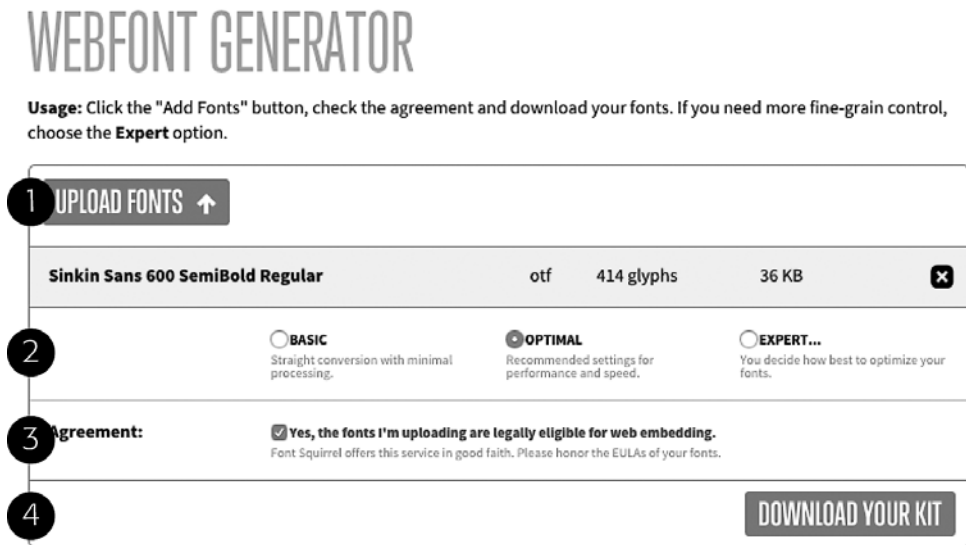 WEBFONT GENERATOR
Usage: Click the "Add Fonts" button, check the agreement and download your fonts. If you need more fine-grain control,
choose the Expert option.
1 UPLOAD FONTS ↑
Sinkin Sans 600 SemiBold Regular otf 414 glyphs 36 KB
2 BASIC OPTIMAL EXPERT...
Straight conversion with minimal Recommended settings for You decide how best to optimize your
processing. performance and speed. fonts.
3 Agreement: Yes, the fonts I'm uploading are legally eligible for web embedding.
Font Squirrel offers this service in good faith. Please honor the EULAs of your fonts.
4 DOWNLOAD YOUR KIT